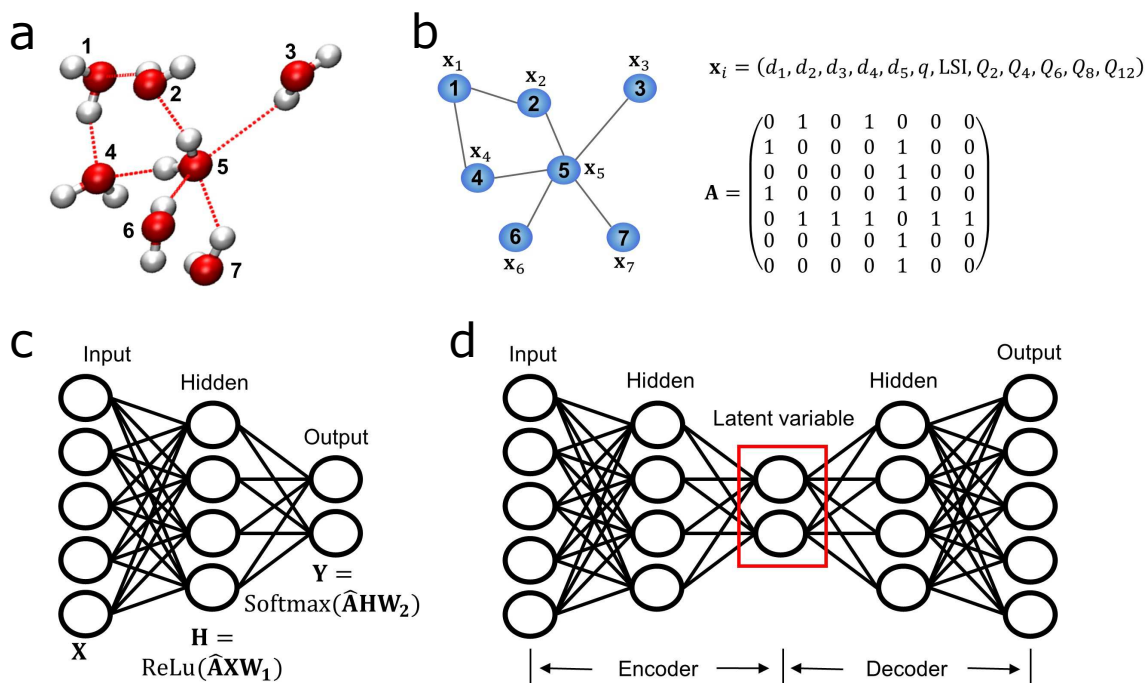 a
1
2
3
4
5
6
7
b
x₁
x₂
x₃
1
2
3
x₄
4
5
x₅
6
7
x₆
x₇
xᵢ = (d₁, d₂, d₃, d₄, d₅, q, LSI, Q₂, Q₄, Q₆, Q₈, Q₁₂)
A =
0 1 0 1 0 0 0
1 0 0 0 1 0 0
0 0 0 0 1 0 0
1 0 0 0 1 0 0
0 1 1 1 0 1 1
0 0 0 0 1 0 0
0 0 0 0 1 0 0
c
Input
Hidden
Output
X
H =
ReLu(ÂXW₁)
Y =
Softmax(ÂHW₂)
d
Input
Hidden
Latent variable
Hidden
Output
Encoder
Decoder